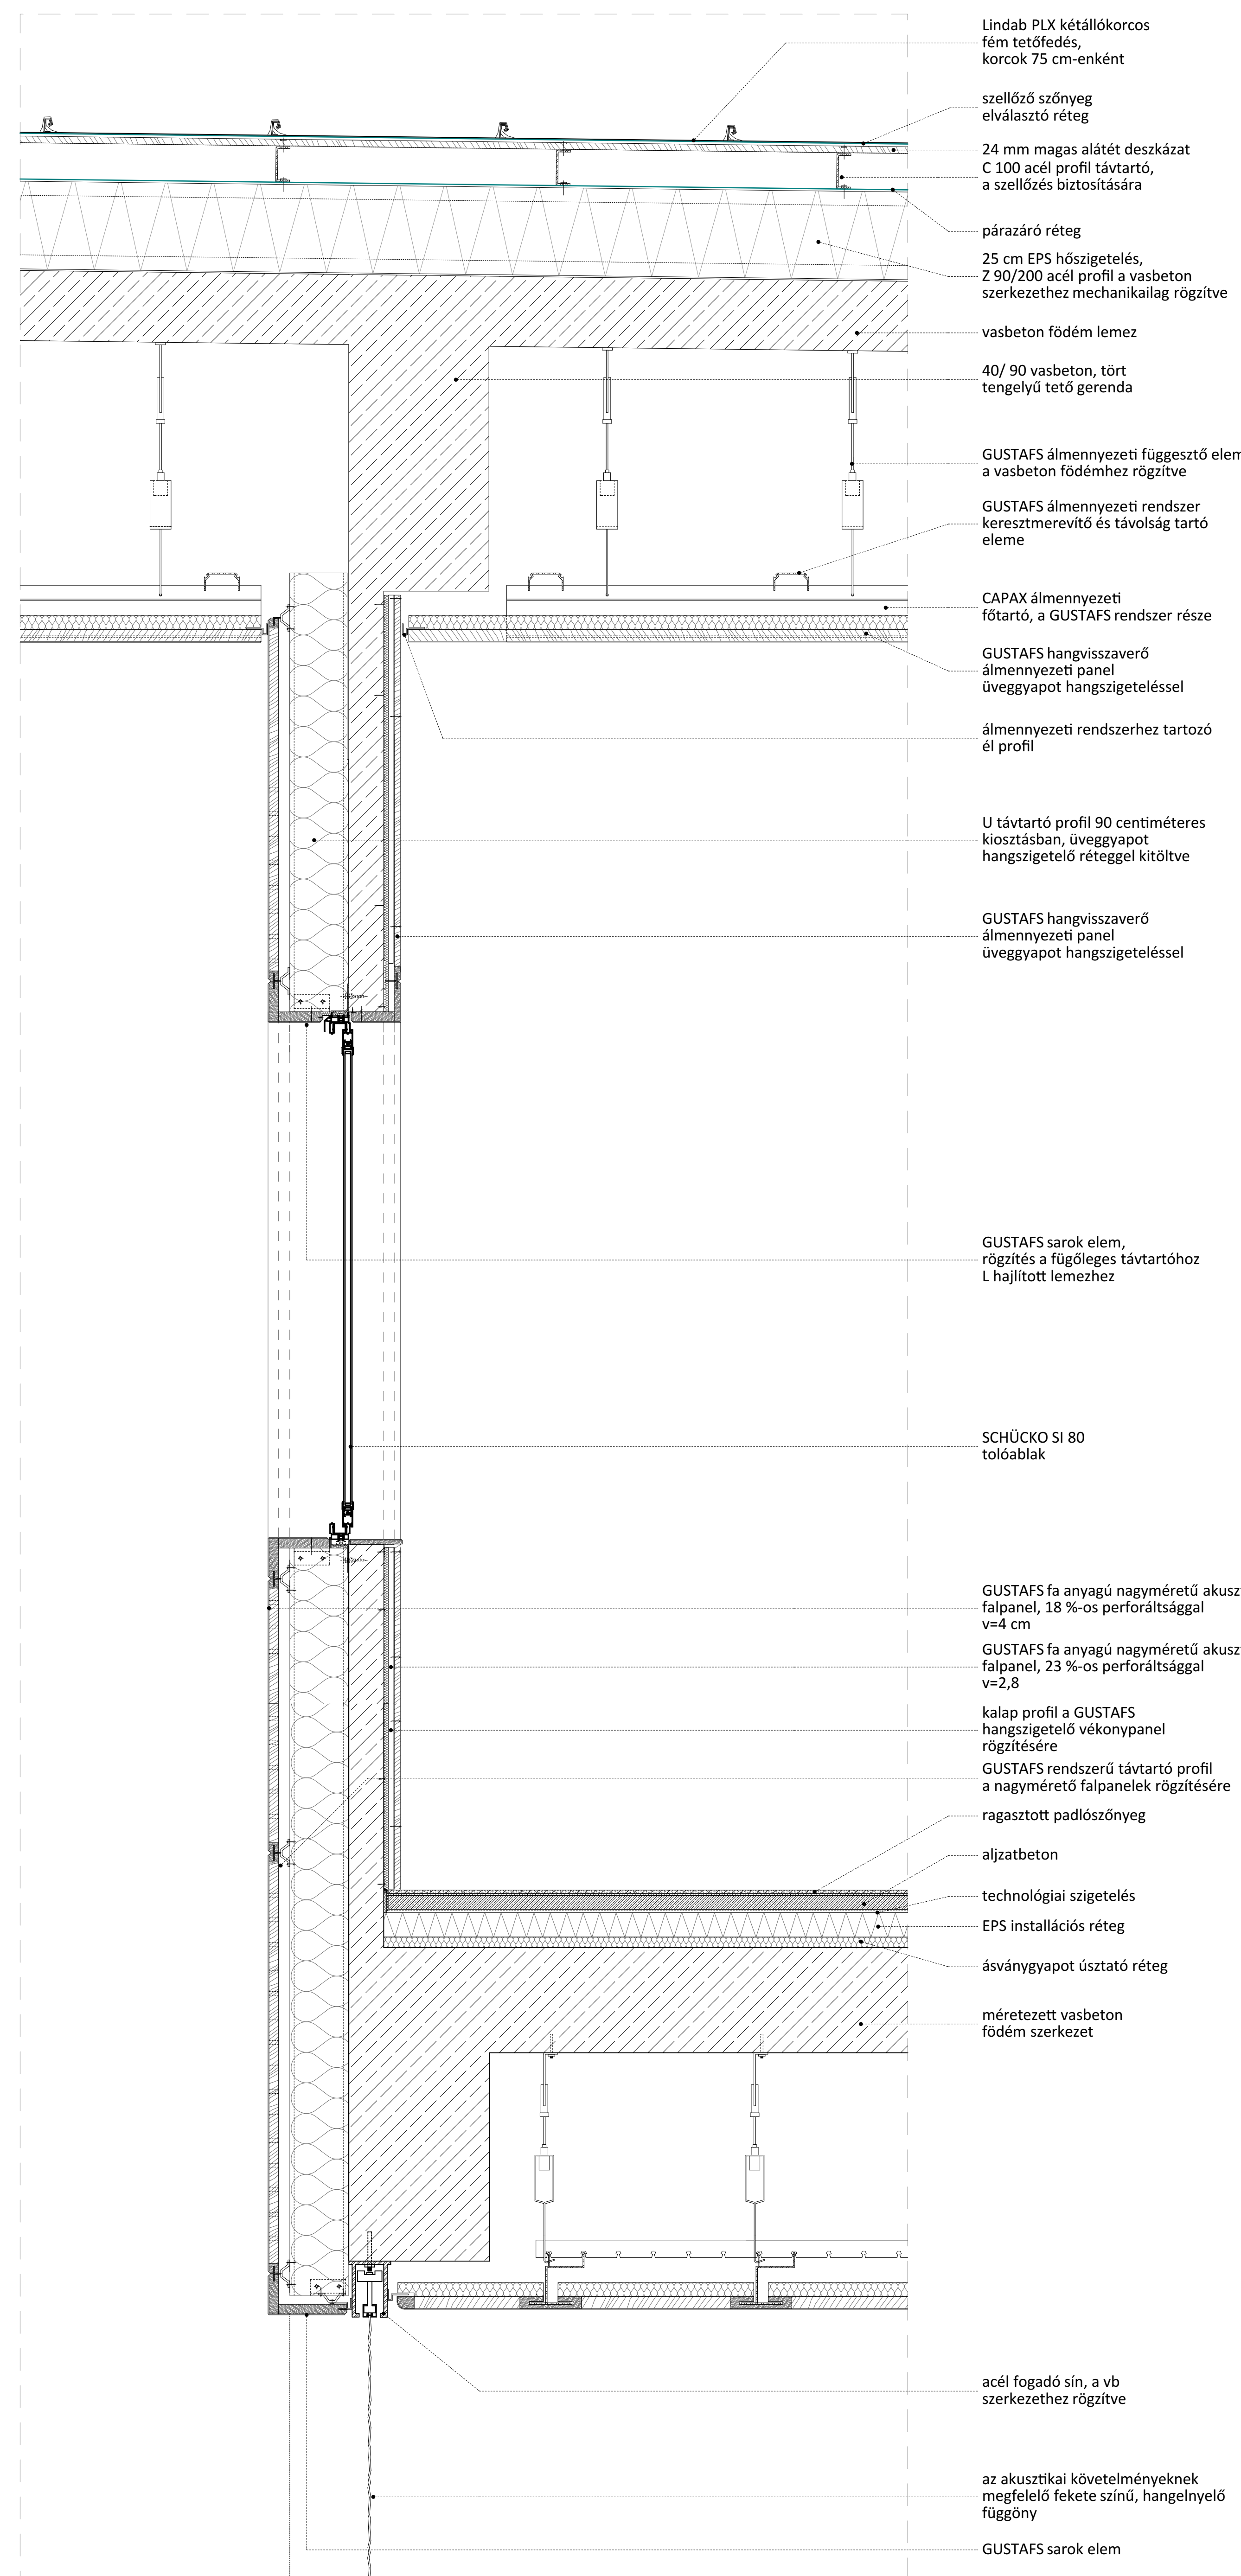 Lindab PLX kétállókorcos
fém tetőfedés,
korcok 75 cm-enként
szellőző szőnyeg
elválasztó réteg
24 mm magas alátét deszkázat
C 100 acél profil távtartó,
a szellőzés biztosítására
párazáró réteg
25 cm EPS hőszigetelés,
Z 90/200 acél profil a vasbeton
szerkezethez mechanikailag rögzítve
vasbeton födém lemez
40/ 90 vasbeton, tört
tengelyű tető gerenda
GUSTAFS álmennyezeti függesztő elem
a vasbeton födémhez rögzítve
GUSTAFS álmennyezeti rendszer
keresztmerevítő és távolság tartó
eleme
CAPAX álmennyezeti
főtartó, a GUSTAFS rendszer része
GUSTAFS hangvisszaverő
álmennyezeti panel
üveggyapot hangszigeteléssel
álmennyezeti rendszerhez tartozó
él profil
U távtartó profil 90 centiméteres
kiosztásban, üveggyapot
hangszigetelő réteggel kitöltve
GUSTAFS hangvisszaverő
álmennyezeti panel
üveggyapot hangszigeteléssel
GUSTAFS sarok elem,
rögzítés a fügőleges távtartóhoz
L hajlított lemezhez
SCHÜCKO SI 80
tolóablak
GUSTAFS fa anyagú nagyméretű akusz
falpanel, 18 %-os perforáltsággal
v=4 cm
GUSTAFS fa anyagú nagyméretű akusz
falpanel, 23 %-os perforáltsággal
v=2,8
kalap profil a GUSTAFS
hangszigetelő vékonypanel
rögzítésére
GUSTAFS rendszerű távtartó profil
a nagymérető falpanelek rögzítésére
ragasztott padlószőnyeg
aljzatbeton
technológiai szigetelés
EPS installációs réteg
ásványgyapot úsztató réteg
méretezett vasbeton
födém szerkezet
acél fogadó sín, a vb
szerkezethez rögzítve
az akusztikai követelményeknek
megfelelő fekete színű, hangelnyelő
függöny
GUSTAFS sarok elem